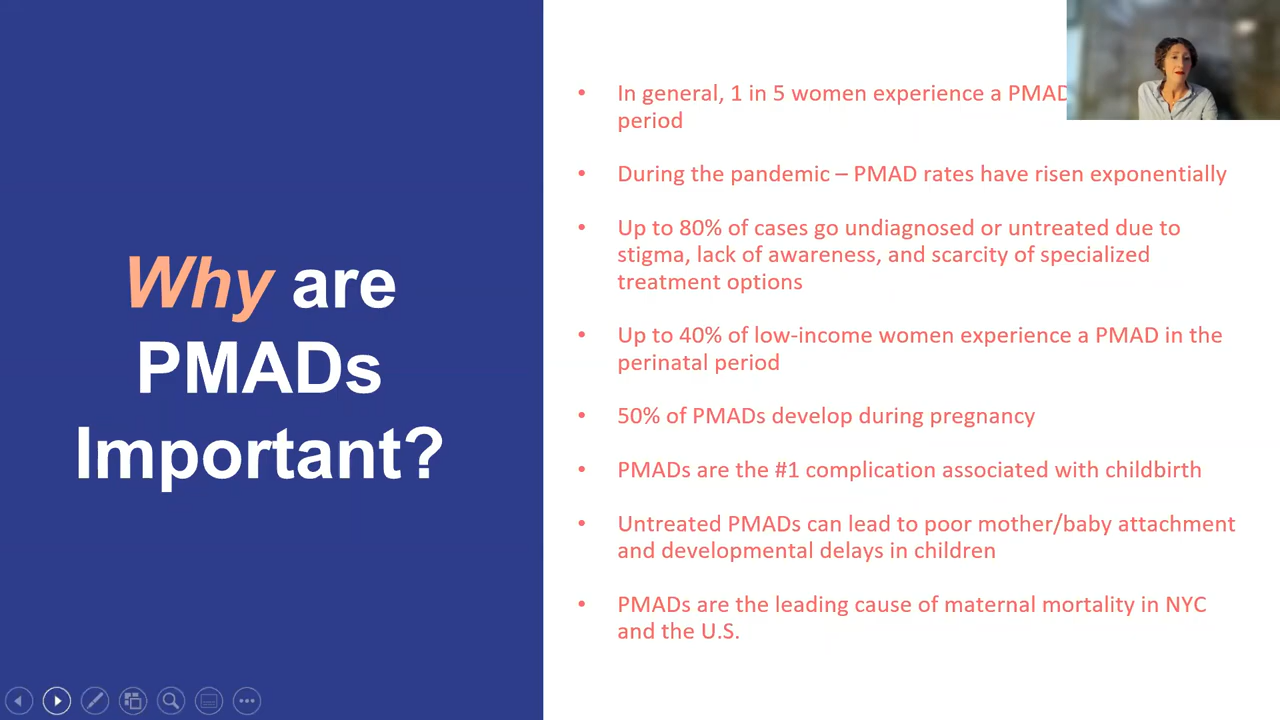 Why are
PMADs
Important?
• In general, 1 in 5 women experience a PMAD
period
• During the pandemic – PMAD rates have risen exponentially
• Up to 80% of cases go undiagnosed or untreated due to
stigma, lack of awareness, and scarcity of specialized
treatment options
• Up to 40% of low-income women experience a PMAD in the
perinatal period
• 50% of PMADs develop during pregnancy
• PMADs are the #1 complication associated with childbirth
• Untreated PMADs can lead to poor mother/baby attachment
and developmental delays in children
• PMADs are the leading cause of maternal mortality in NYC
and the U.S.